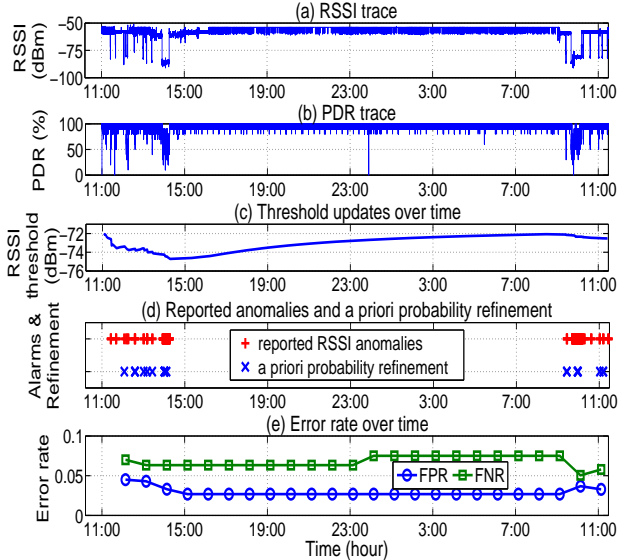 (a) RSSI trace
RSSI
(dBm)
−50
−75
−100
11:00 15:00 19:00 23:00 3:00 7:00 11:00
(b) PDR trace
PDR (%)
100
50
0
11:00 15:00 19:00 23:00 3:00 7:00 11:00
(c) Threshold updates over time
RSSI
threshold
(dBm)
−72
−74
−76
11:00 15:00 19:00 23:00 3:00 7:00 11:00
(d) Reported anomalies and a priori probability refinement
Alarms &
Refinement
reported RSSI anomalies
a priori probability refinement
11:00 15:00 19:00 23:00 3:00 7:00 11:00
(e) Error rate over time
Error rate
0.1
0.05
0
FPR FNR
11:00 15:00 19:00 23:00 3:00 7:00 11:00
Time (hour)